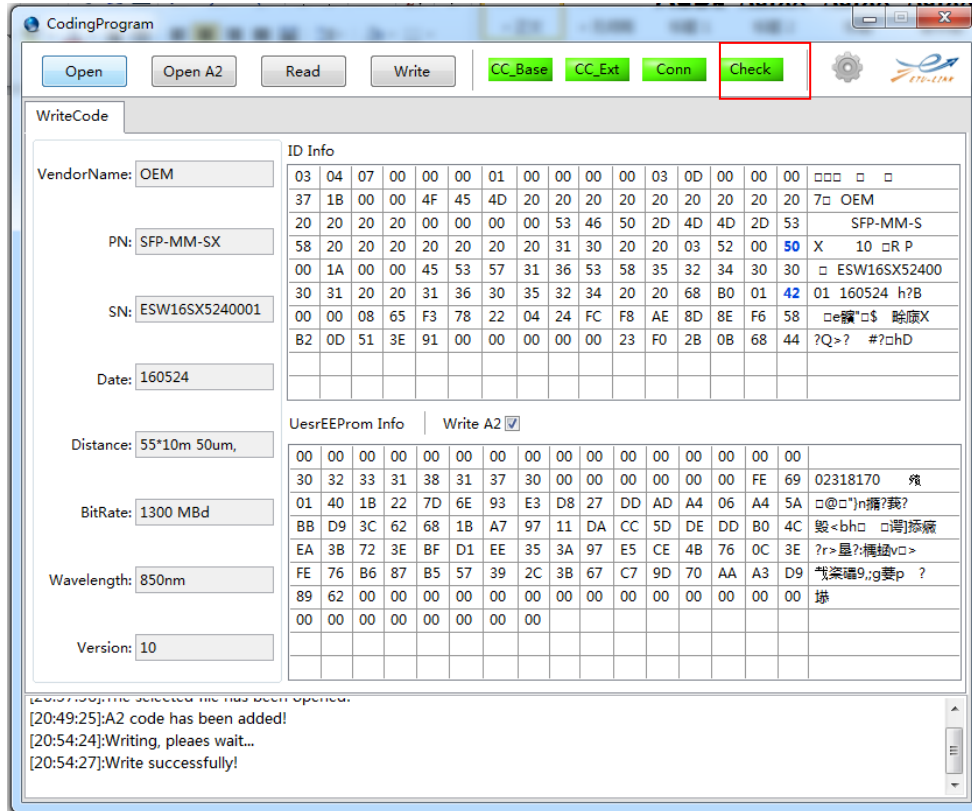 CodingProgram
Open Open A2 Read Write CC_Base CC_Ext Conn Check
ETU-LINK
WriteCode
ID Info
VendorName: OEM
PN: SFP-MM-SX
SN: ESW16SX5240001
Date: 160524
Distance: 55*10m 50um,
BitRate: 1300 MBd
Wavelength: 850nm
Version: 10
03 04 07 00 00 00 01 00 00 00 00 03 0D 00 00 00
37 1B 00 00 4F 45 4D 20 20 20 20 20 20 20 20 20 7□ OEM
20 20 20 20 00 00 00 00 53 46 50 2D 4D 4D 2D 53 SFP-MM-S
58 20 20 20 20 20 20 20 31 30 20 20 03 52 00 50 X 10 □R P
00 1A 00 00 45 53 57 31 36 53 58 35 32 34 30 30 □ ESW16SX52400
30 31 20 20 31 36 30 35 32 34 20 20 68 B0 01 42 01 160524 h?B
00 00 08 65 F3 78 22 04 24 FC F8 AE 8D 8E F6 58
B2 0D 51 3E 91 00 00 00 00 00 23 F0 2B 0B 68 44 ?Q>? #?□hD
UesrEEProm Info Write A2
00 00 00 00 00 00 00 00 00 00 00 00 00 00 00 00
30 32 33 31 38 31 37 30 00 00 00 00 00 00 FE 69 02318170
01 40 1B 22 7D 6E 93 E3 D8 27 DD AD A4 06 A4 5A
BB D9 3C 62 68 1B A7 97 11 DA CC 5D DE DD B0 4C
EA 3B 72 3E BF D1 EE 35 3A 97 E5 CE 4B 76 0C 3E
FE 76 B6 87 B5 57 39 2C 3B 67 C7 9D 70 AA A3 D9
89 62 00 00 00 00 00 00 00 00 00 00 00 00 00 00
00 00 00 00 00 00 00 00
[20:49:25]:A2 code has been added!
[20:54:24]:Writing, pleaes wait...
[20:54:27]:Write successfully!